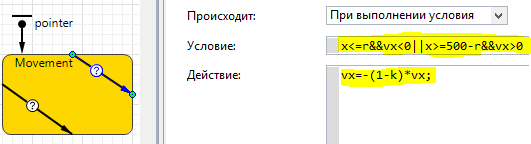 pointer
Movement
?
?
Происходит: При выполнении условия
Условие: x<=r&&vx<0||x>=500-r&&vx>0
Действие: vx=-(1-k)*vx;